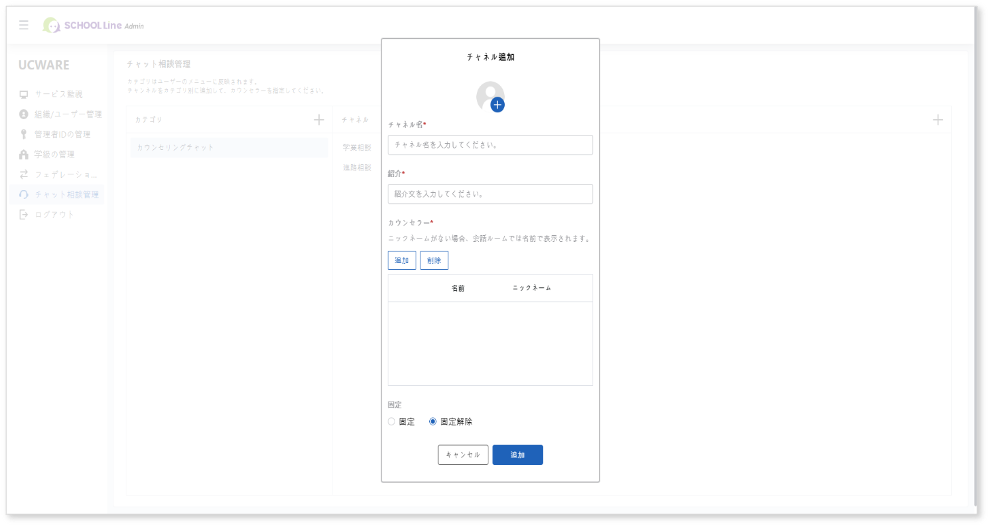 SCHOOL Line Admin
UCWARE
サービス動機
組織/ユーザー管理
管理者IDの管理
学級の管理
フェデレーショ...
チャット相談管理
ログアウト
チャット相談管理
カテゴリはユーザーのメニューに反映されます。
チャンネルをカテゴリ別に追加して、カウンセラーを指定してください。
カテゴリ
チャネル
カウンセリングチャット
学業相談
進路相談
チャネル追加
チャネル名*
チャネル名を入力してください。
紹介*
紹介文を入力してください。
カウンセラー*
ニックネームがない場合、会話ルームでは名前で表示されます。
追加 削除
名前 ニックネーム
固定
固定 固定解除
キャンセル 追加